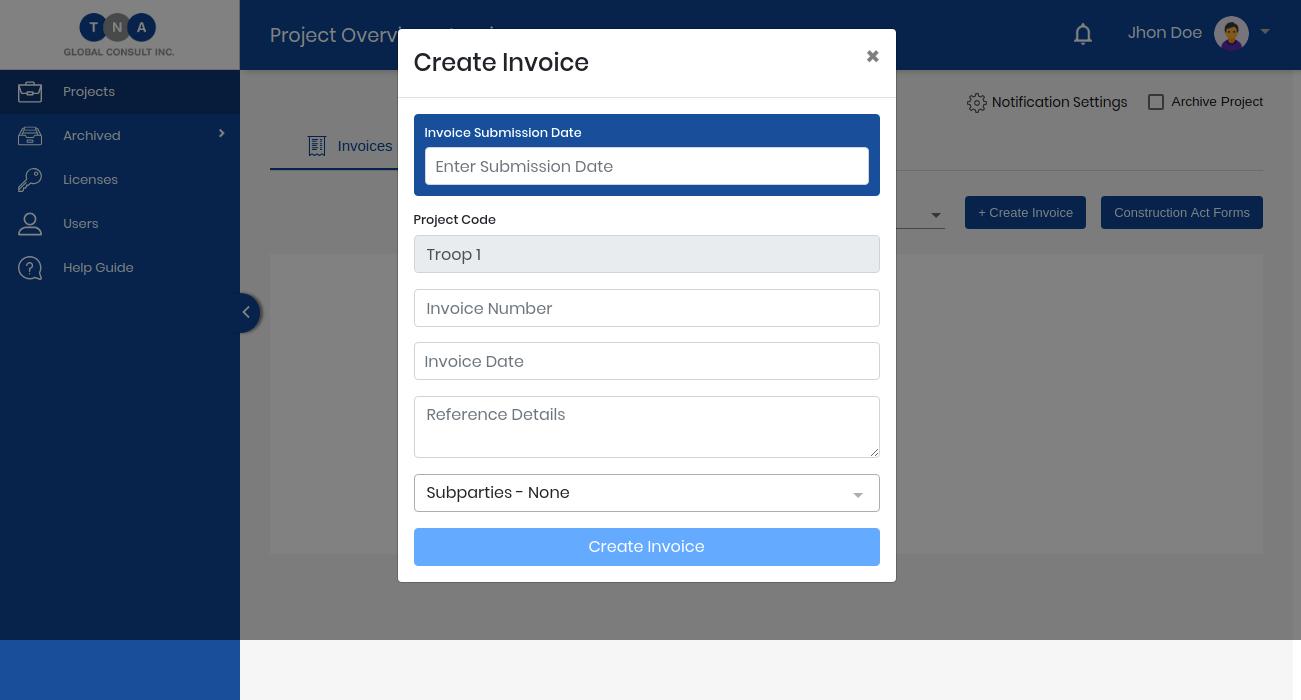 TNA
GLOBAL CONSULT INC.
Project Overv
Jhon Doe
Projects
Archived
Licenses
Users
Help Guide
Notification Settings
Archive Project
Invoices
+ Create Invoice
Construction Act Forms
Create Invoice
×
Invoice Submission Date
Enter Submission Date
Project Code
Troop 1
Invoice Number
Invoice Date
Reference Details
Subparties - None
Create Invoice